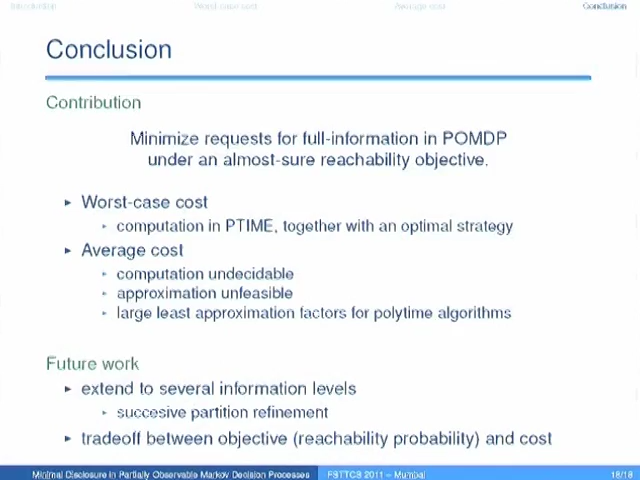 Introduction Worst-case cost Average cost Conclusion
Conclusion
Contribution
Minimize requests for full-information in POMDP
under an almost-sure reachability objective.
▸ Worst-case cost
▸ computation in PTIME, together with an optimal strategy
▸ Average cost
▸ computation undecidable
▸ approximation unfeasible
▸ large least approximation factors for polytime algorithms
Future work
▸ extend to several information levels
▸ succesive partition refinement
▸ tradeoff between objective (reachability probability) and cost
Minimal Disclosure in Partially Observable Markov Decision Processes FSTTCS 2011 – Mumbai 18/18